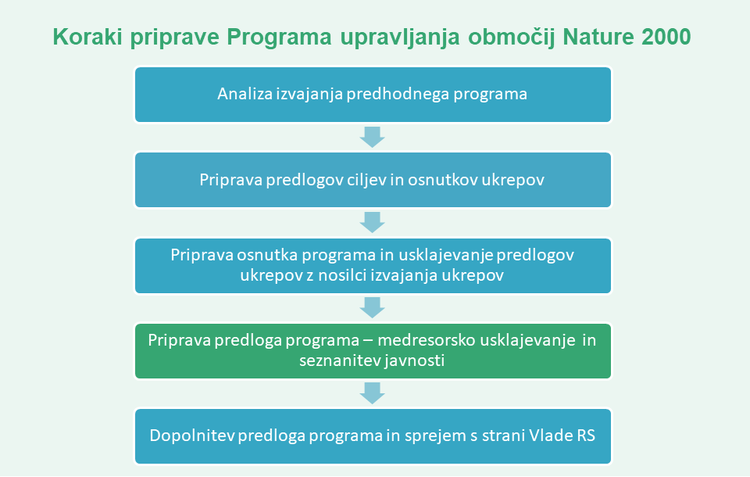 Koraki priprave Programa upravljanja območij Nature 2000
Analiza izvajanja predhodnega programa
Priprava predlogov ciljev in osnutkov ukrepov
Priprava osnutka programa in usklajevanje predlogov
ukrepov z nosilci izvajanja ukrepov
Priprava predloga programa – medresorsko usklajevanje in
seznanitev javnosti
Dopolnitev predloga programa in sprejem s strani Vlade RS